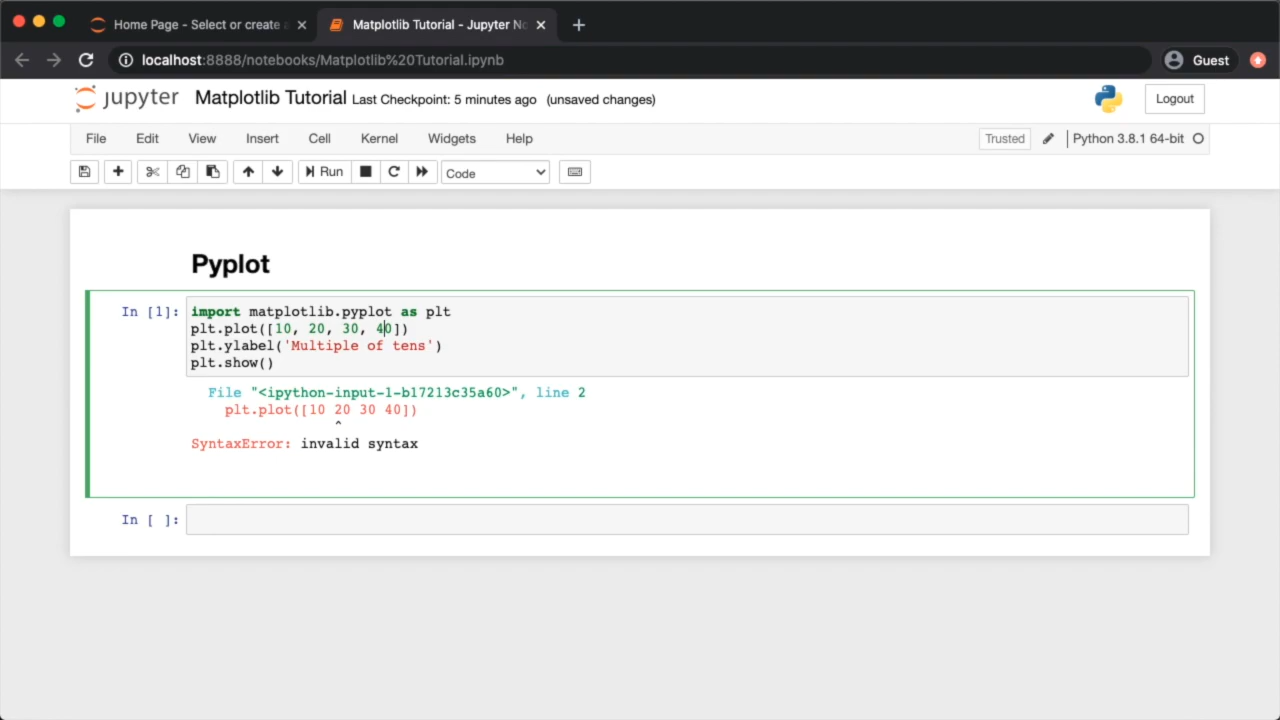 Home Page - Select or create a
Matplotlib Tutorial - Jupyter No
localhost:8888/notebooks/Matplotlib%20Tutorial.ipynb
Guest
jupyter Matplotlib Tutorial Last Checkpoint: 5 minutes ago (unsaved changes)
Logout
File Edit View Insert Cell Kernel Widgets Help
Trusted Python 3.8.1 64-bit
Run Code
Pyplot
In [1]: import matplotlib.pyplot as plt
plt.plot([10, 20, 30, 40])
plt.ylabel('Multiple of tens')
plt.show()
File "<ipython-input-1-b17213c35a60>", line 2
plt.plot([10 20 30 40])
^
SyntaxError: invalid syntax
In [ ]: